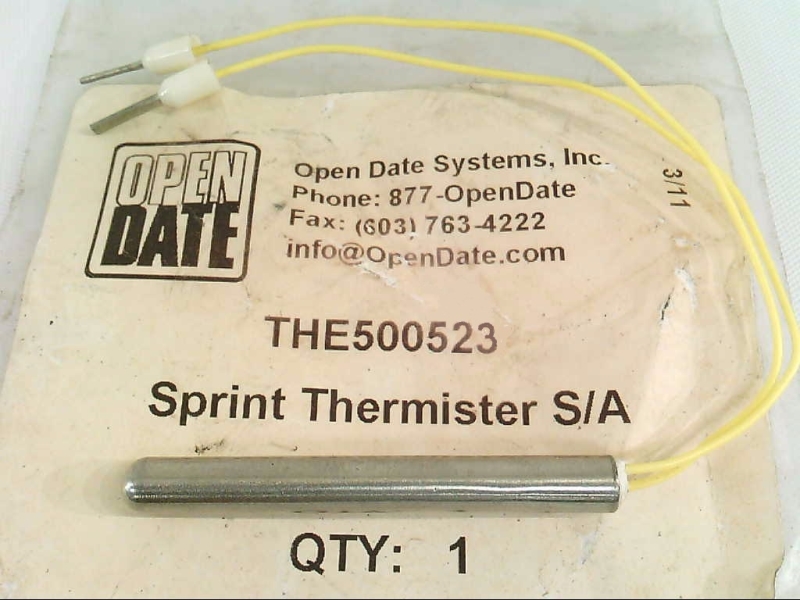 OPEN
DATE
Open Date Systems, Inc.
Phone: 877-OpenDate
Fax: (603) 763-4222
info@OpenDate.com
3/11
THE500523
Sprint Thermister S/A
QTY: 1